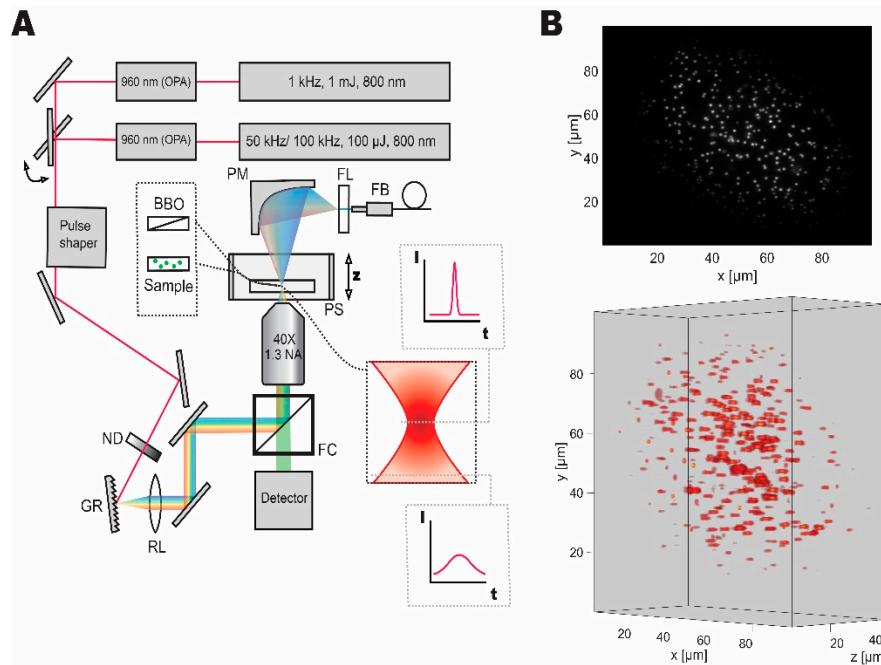 A
960 nm (OPA)
1 kHz, 1 mJ, 800 nm
960 nm (OPA)
50 kHz/ 100 kHz, 100 µJ, 800 nm
PM
FL
FB
BBO
Pulse
shaper
Sample
z
PS
I
t
40X
1.3 NA
ND
FC
GR
RL
Detector
I
t
B
80
60
40
20
y [µm]
20
40
60
80
x [µm]
80
60
40
20
y [µm]
20
40
60
80
x [µm]
20
40
z [µm]